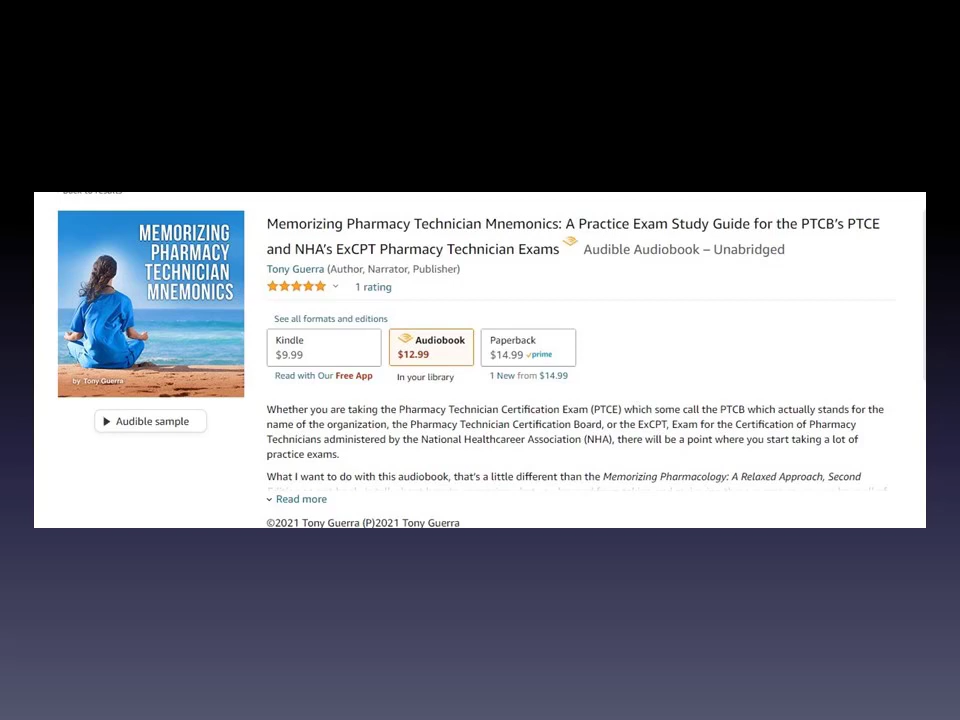 Back to results
MEMORIZING
PHARMACY
TECHNICIAN
MNEMONICS
by Tony Guerra
Audible sample
Memorizing Pharmacy Technician Mnemonics: A Practice Exam Study Guide for the PTCB's PTCE
and NHA's ExCPT Pharmacy Technician Exams Audible Audiobook – Unabridged
Tony Guerra (Author, Narrator, Publisher)
1 rating
See all formats and editions
Kindle
$9.99
Read with Our Free App
Audiobook
$12.99
In your library
Paperback
$14.99 prime
1 New from $14.99
Whether you are taking the Pharmacy Technician Certification Exam (PTCE) which some call the PTCB which actually stands for the
name of the organization, the Pharmacy Technician Certification Board, or the ExCPT, Exam for the Certification of Pharmacy
Technicians administered by the National Healthcareer Association (NHA), there will be a point where you start taking a lot of
practice exams.
What I want to do with this audiobook, that's a little different than the Memorizing Pharmacology: A Relaxed Approach, Second
Read more
©2021 Tony Guerra (P)2021 Tony Guerra